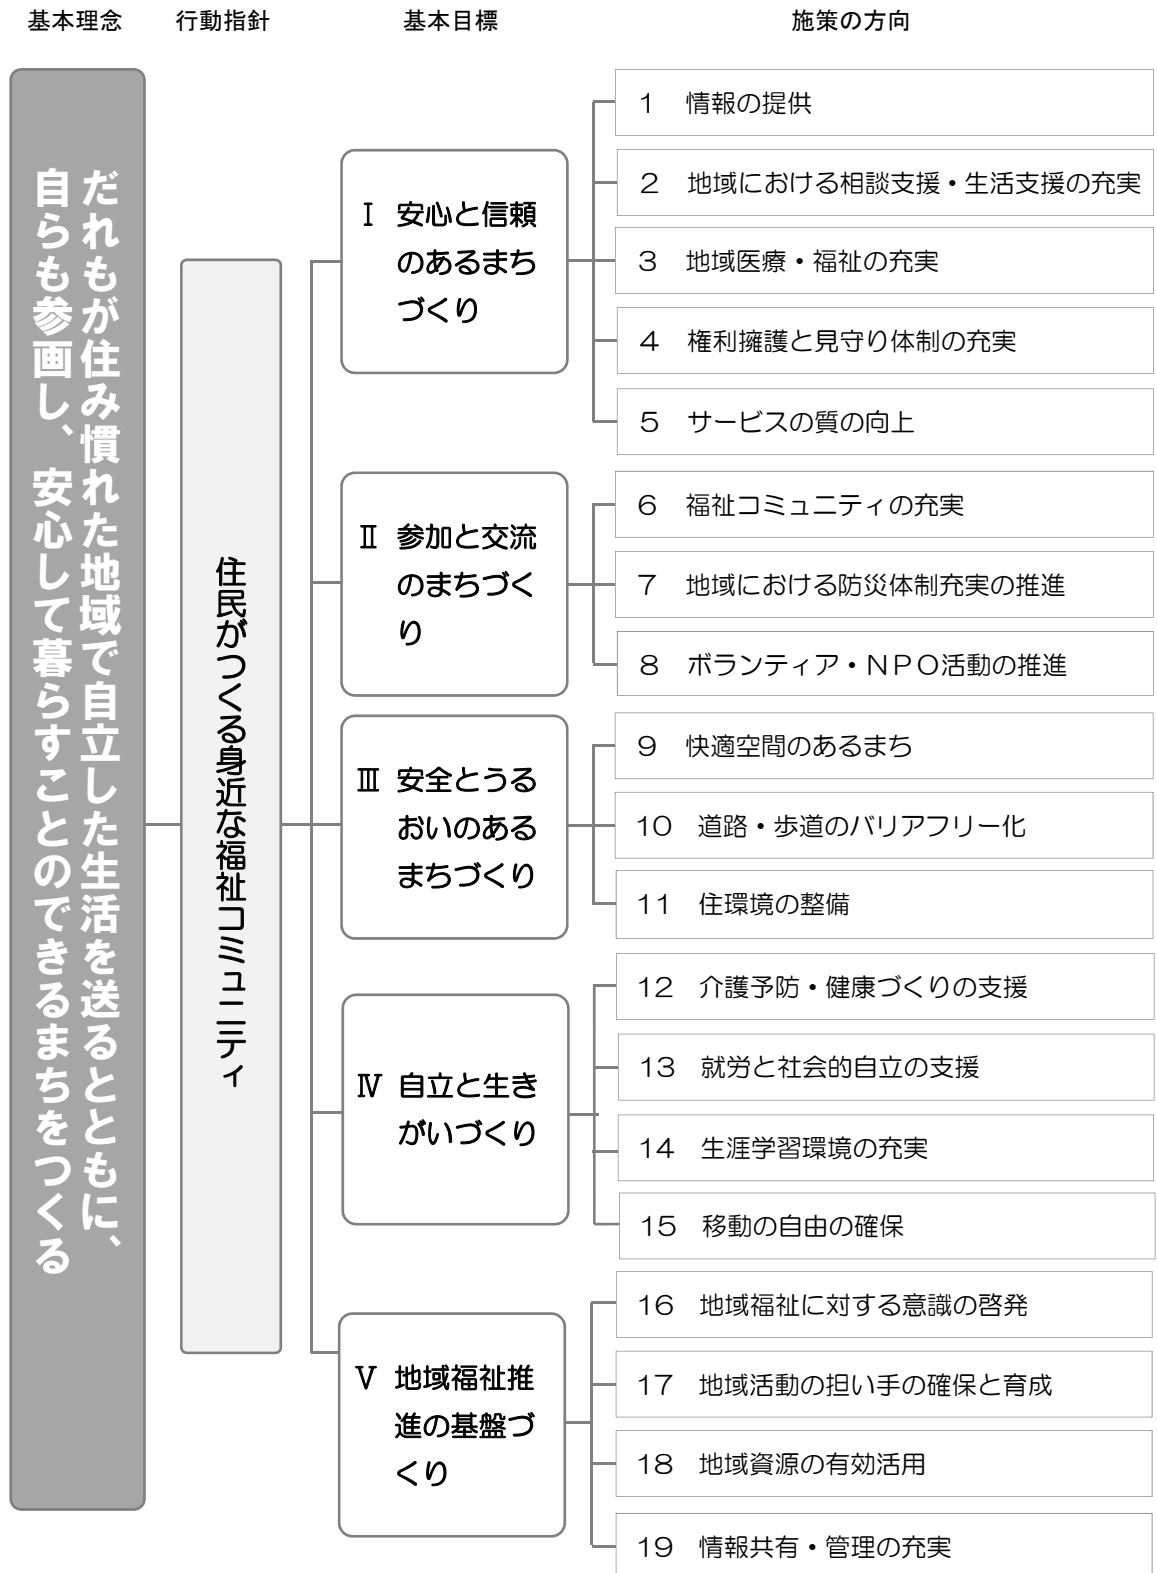 基本理念 行動指針 基本目標 施策の方向
だれもが住み慣れた地域で自立した生活を送るとともに、
自らも参画し、安心して暮らすことのできるまちをつくる
住民がつくる身近な福祉コミュニティ
Ⅰ 安心と信頼
のあるまち
づくり
1 情報の提供
2 地域における相談支援・生活支援の充実
3 地域医療・福祉の充実
4 権利擁護と見守り体制の充実
5 サービスの質の向上
Ⅱ 参加と交流
のまちづく
り
6 福祉コミュニティの充実
7 地域における防災体制充実の推進
8 ボランティア・NPO活動の推進
Ⅲ 安全とうる
おいのある
まちづくり
9 快適空間のあるまち
10 道路・歩道のバリアフリー化
11 住環境の整備
Ⅳ 自立と生き
がいづくり
12 介護予防・健康づくりの支援
13 就労と社会的自立の支援
14 生涯学習環境の充実
15 移動の自由の確保
Ⅴ 地域福祉推
進の基盤づ
くり
16 地域福祉に対する意識の啓発
17 地域活動の担い手の確保と育成
18 地域資源の有効活用
19 情報共有・管理の充実